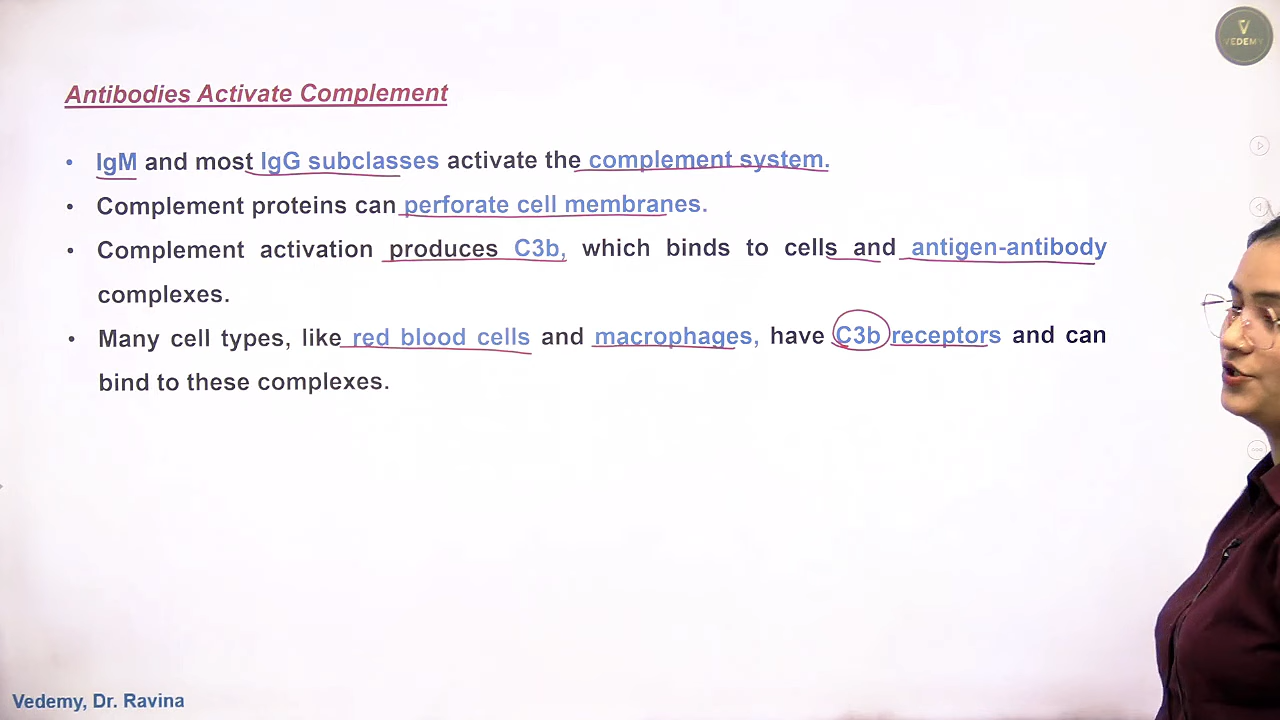 VEDEMY
Antibodies Activate Complement
• IgM and most IgG subclasses activate the complement system.
• Complement proteins can perforate cell membranes.
• Complement activation produces C3b, which binds to cells and antigen-antibody
complexes.
• Many cell types, like red blood cells and macrophages, have C3b receptors and can
bind to these complexes.
Vedemy, Dr. Ravina